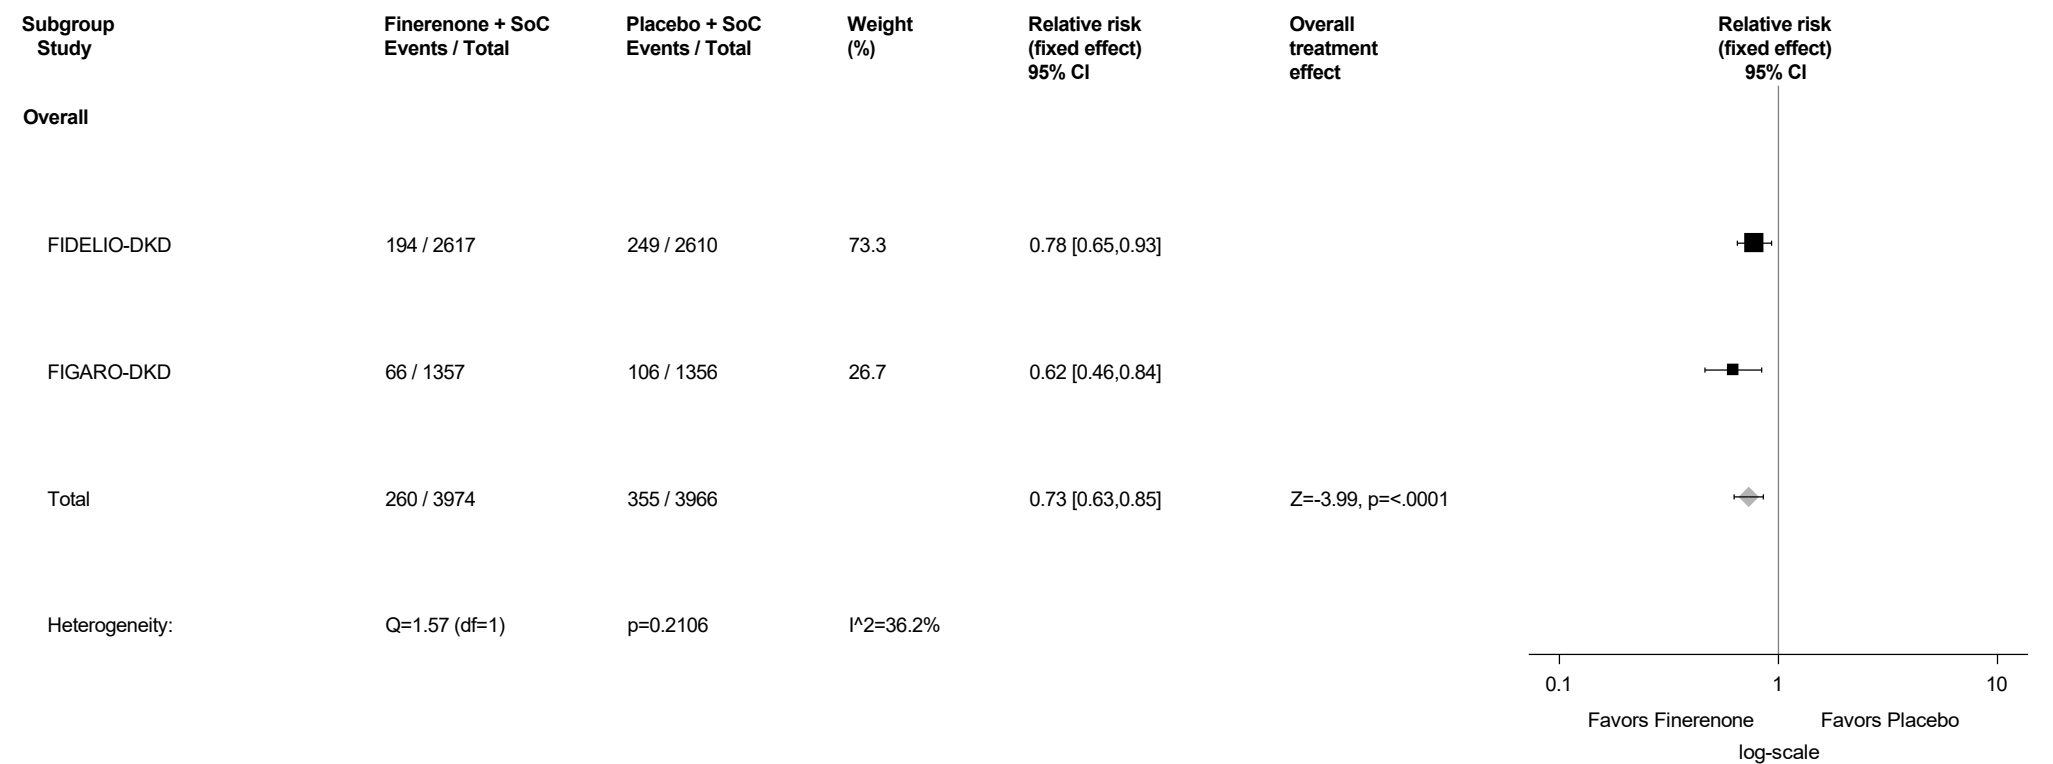 Subgroup Finerenone + SoC Placebo + SoC Weight Relative risk Overall Relative risk
Study Events / Total Events / Total (%) (fixed effect) treatment (fixed effect)
95% CI effect 95% CI
Overall
FIDELIO-DKD 194 / 2617 249 / 2610 73.3 0.78 [0.65,0.93]
FIGARO-DKD 66 / 1357 106 / 1356 26.7 0.62 [0.46,0.84]
Total 260 / 3974 355 / 3966 0.73 [0.63,0.85] Z=-3.99, p=<.0001
Heterogeneity: Q=1.57 (df=1) p=0.2106 I^2=36.2%
0.1 1 10
Favors Finerenone Favors Placebo
log-scale